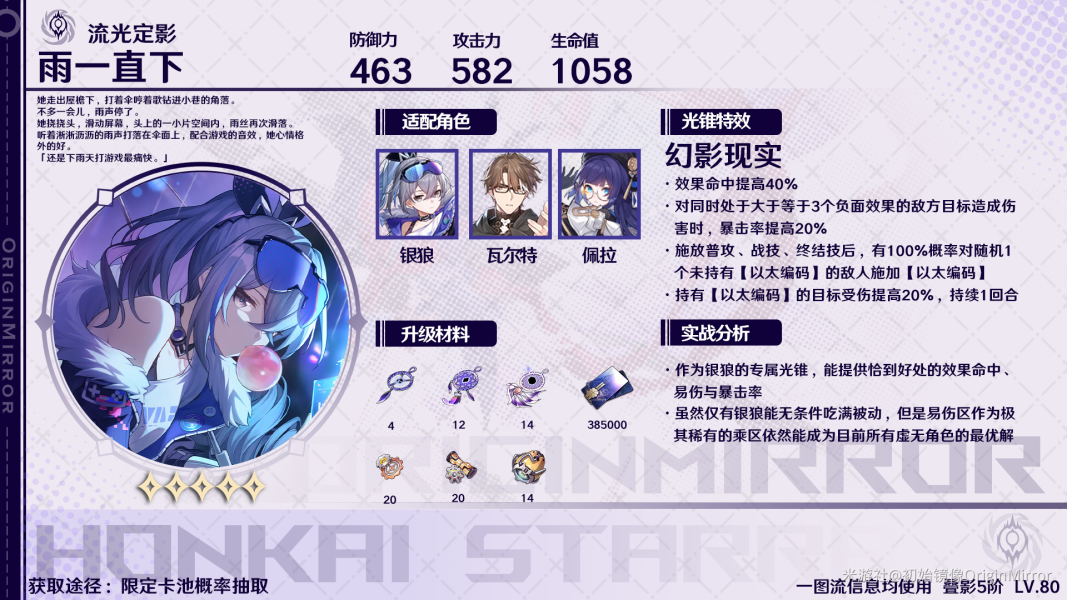 流光定影
雨一直下
防御力 攻击力 生命值
463 582 1058
她走出屋檐下，打着伞哼着歌钻进小巷的角落。
不多一会儿，雨声停了。
她挠挠头，滑动屏幕，头上的一小片空间内，雨丝再次滑落。
听着淅淅沥沥的雨声打落在伞面上，配合游戏的音效，她心情格
外的好。
「还是下雨天打游戏最痛快。」
适配角色
银狼 瓦尔特 佩拉
升级材料
4 12 14 385000
20 20 14
光锥特效
幻影现实
·效果命中提高40%
·对同时处于大于等于3个负面效果的敌方目标造成伤
害时，暴击率提高20%
·施放普攻、战技、终结技后，有100%概率对随机1
个未持有【以太编码】的敌人施加【以太编码】
·持有【以太编码】的目标受伤提高20%，持续1回合
实战分析
·作为银狼的专属光锥，能提供恰到好处的效果命中、
易伤与暴击率
·虽然仅有银狼能无条件吃满被动，但是易伤区作为极
其稀有的乘区依然能成为目前所有虚无角色的最优解
ORIGINMIRROR
ORIGINMIRROR
HONKAI STARR
获取途径：限定卡池概率抽取
米游社@初始镜像OriginMirror
一图流信息均使用 叠影5阶 LV.80